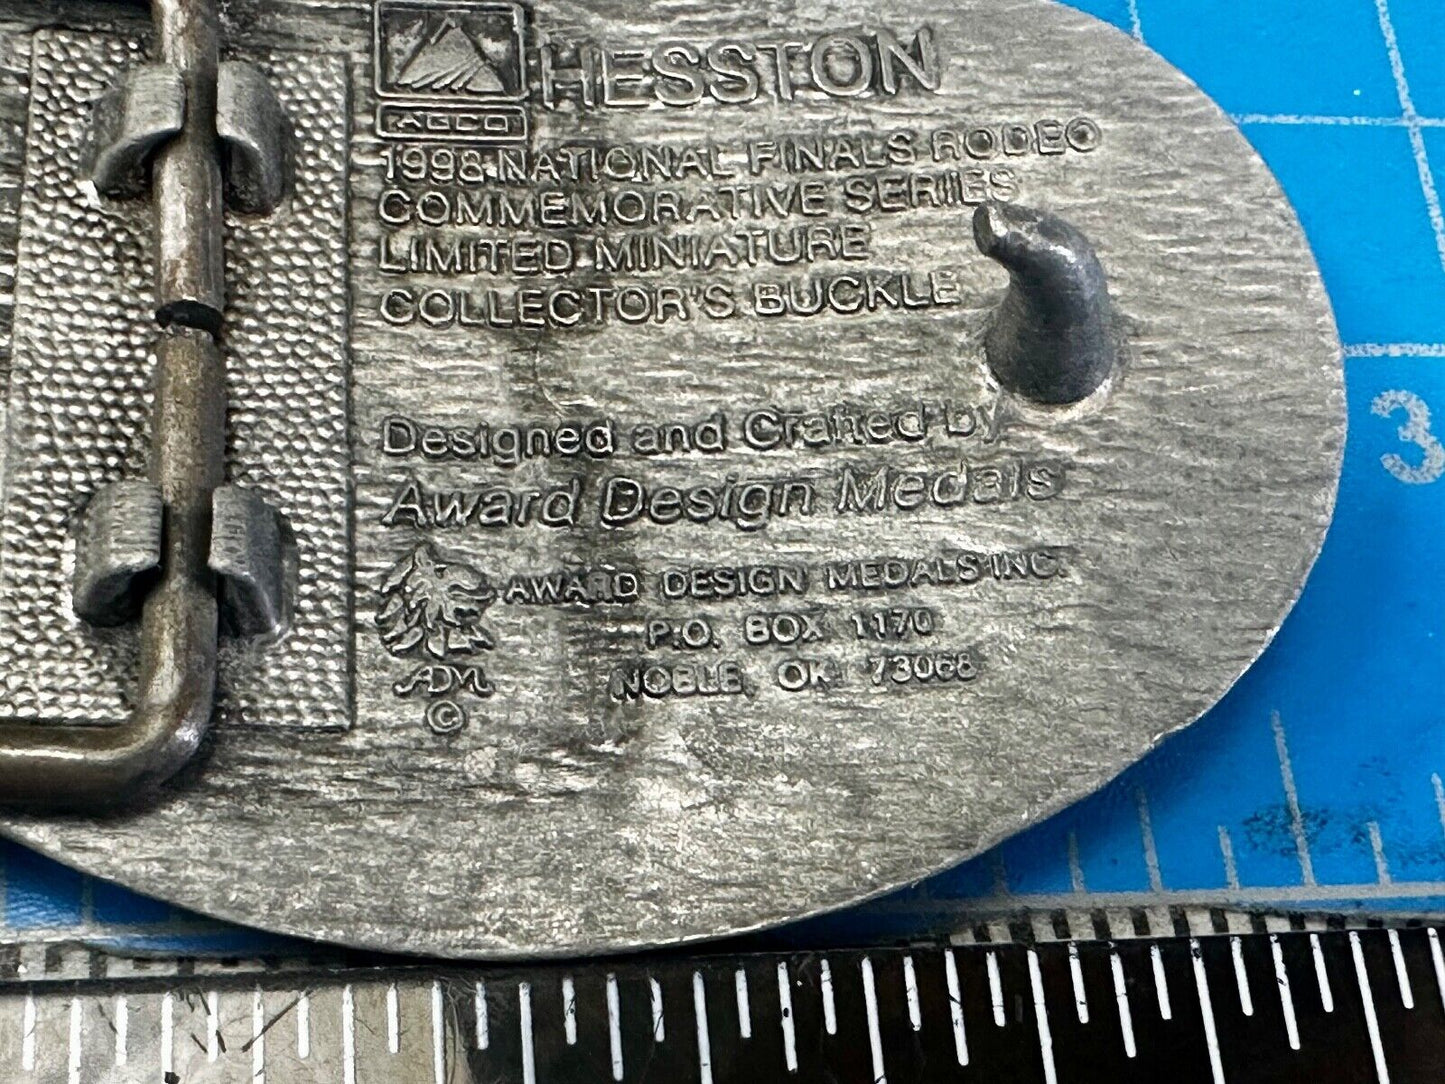 HESSTON
AGCO
1998 NATIONAL FINALS RODEO
COMMEMORATIVE SERIES
LIMITED MINIATURE
COLLECTOR'S BUCKLE
Designed and Crafted by
Award Design Medals
AWARD DESIGN MEDALS INC.
P.O. BOX 1170
NOBLE, OK 73068
ADM
©
3